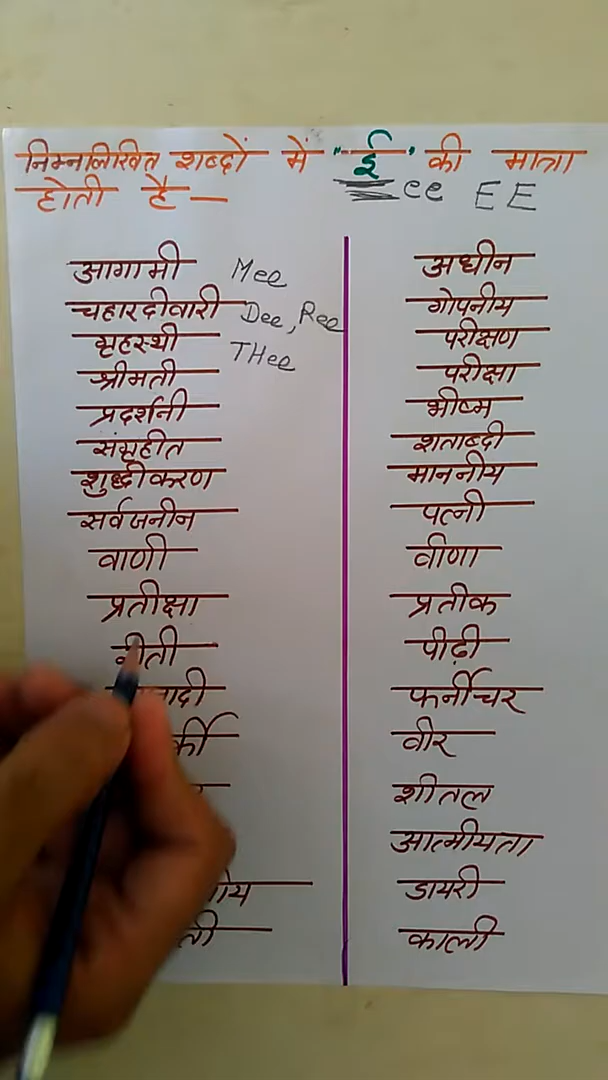 निम्नलिखित शब्दों में "ई" की मात्रा
होती है— ee EE
आगामी Mee
चहारदीवारी Dee, Ree
गृहस्थी THee
श्रीमती
प्रदर्शनी
संगृहीत
शुद्धीकरण
सर्वजनीन
वाणी
प्रतीक्षा
अधीन
गोपनीय
परीक्षण
परीक्षा
भीष्म
शताब्दी
माननीय
पत्नी
वीणा
प्रतीक
पीढ़ी
फर्नीचर
वीर
शीतल
आत्मीयता
डायरी
काली